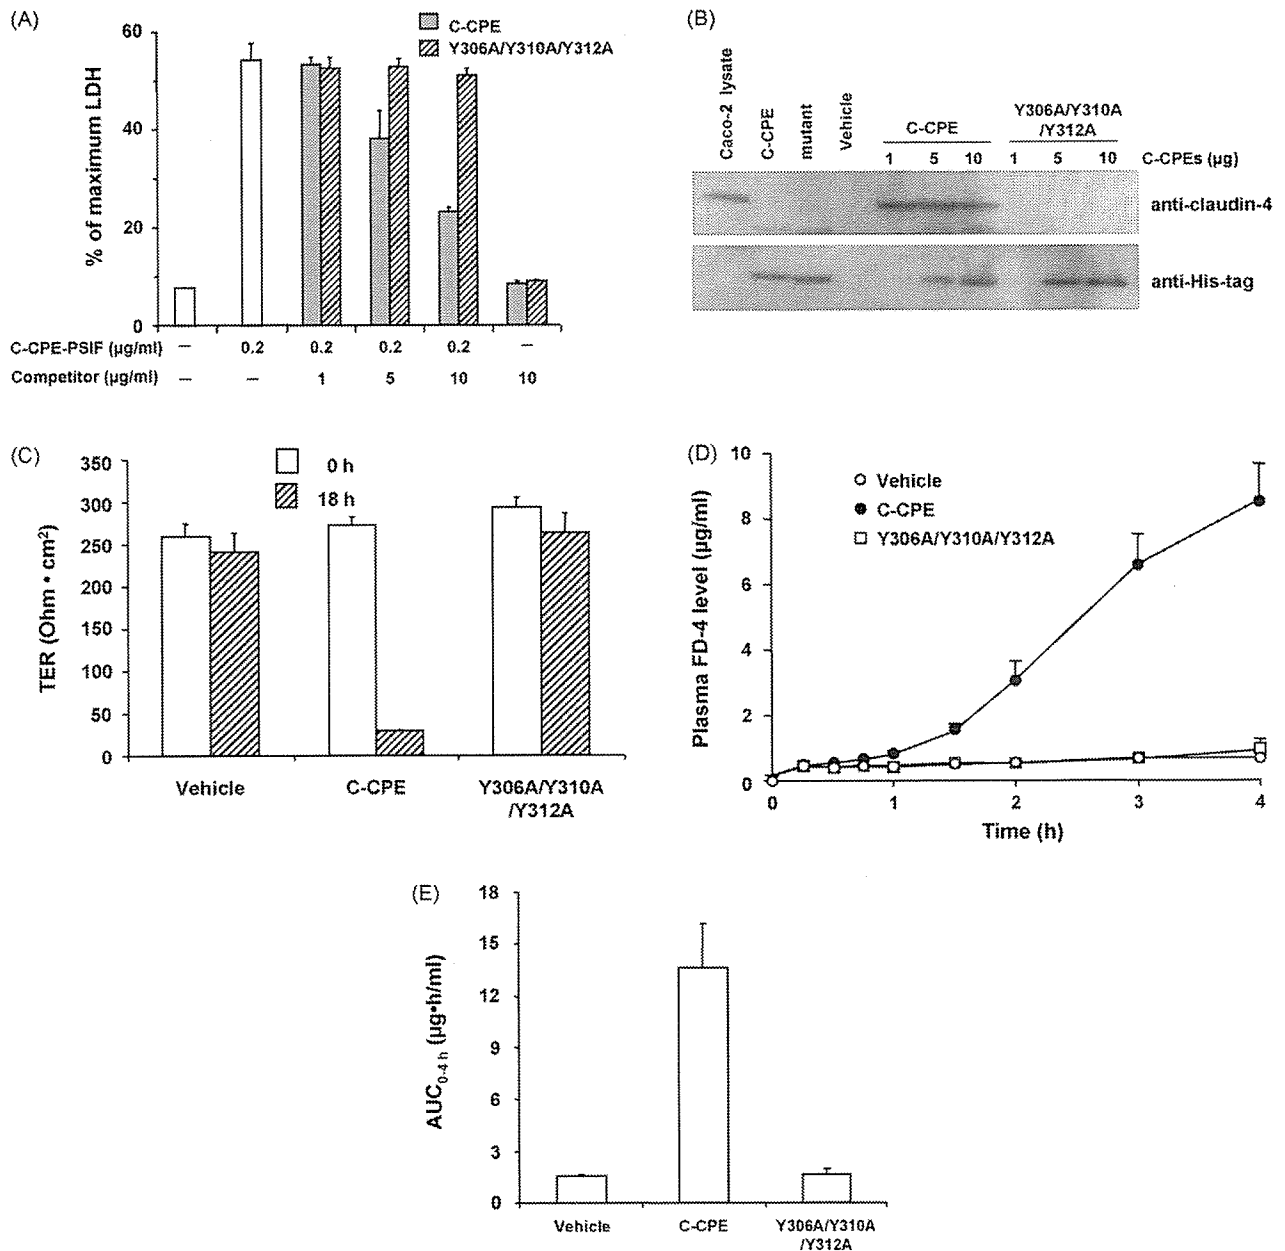 (A)
% of maximum LDH
60
40
20
0
C-CPE
Y306A/Y310A/Y312A
C-CPE-PSIF (µg/ml) – 0.2 0.2 0.2 0.2 –
Competitor (µg/ml) – – 1 5 10 10
(B)
Caco-2 lysate
C-CPE
mutant
Vehicle
C-CPE
Y306A/Y310A
/Y312A
1 5 10 1 5 10 C-CPEs (µg)
anti-claudin-4
anti-His-tag
(C)
TER (Ohm • cm²)
350
300
250
200
150
100
50
0
0 h
18 h
Vehicle C-CPE Y306A/Y310A
/Y312A
(D)
Plasma FD-4 level (µg/ml)
10
8
6
4
2
0
Vehicle
C-CPE
Y306A/Y310A/Y312A
0 1 2 3 4
Time (h)
(E)
AUC0-4 h (µg•h/ml)
18
15
12
9
6
3
0
Vehicle C-CPE Y306A/Y310A
/Y312A